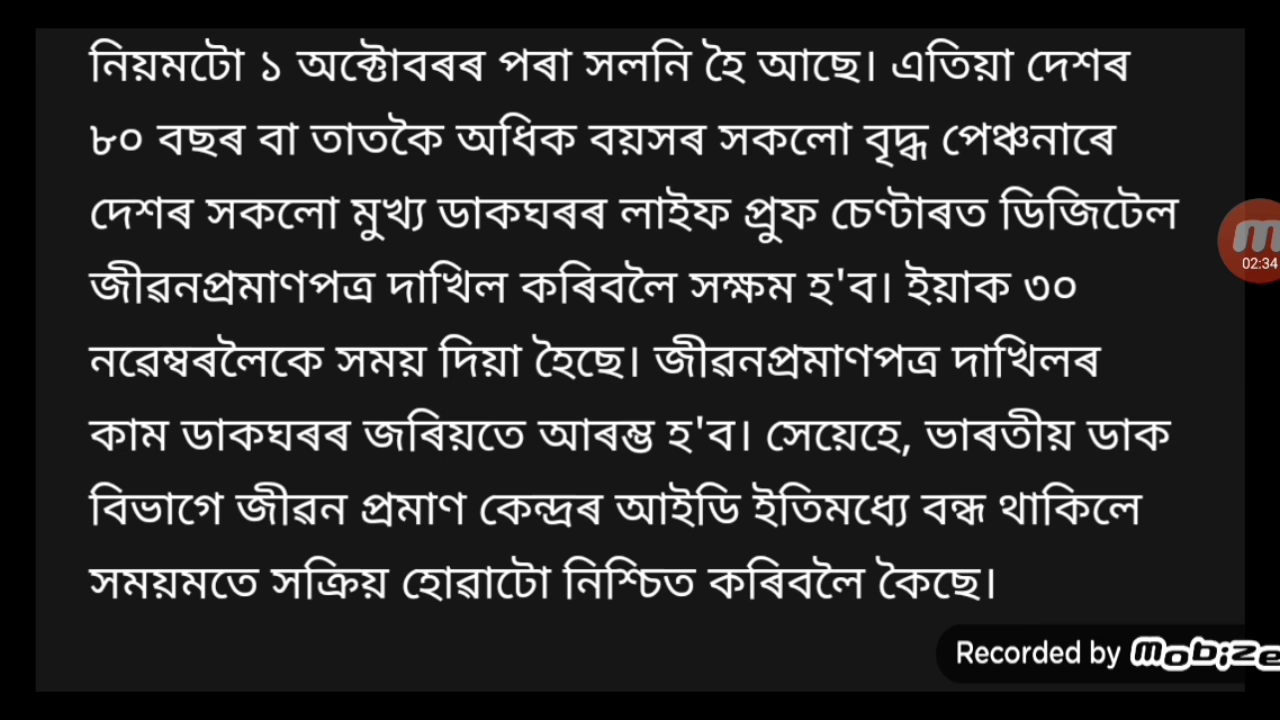 নিয়মটো ১ অক্টোবৰৰ পৰা সলনি হৈ আছে। এতিয়া দেশৰ
৮০ বছৰ বা তাতকৈ অধিক বয়সৰ সকলো বৃদ্ধ পেঞ্চনাৰে
দেশৰ সকলো মুখ্য ডাকঘৰৰ লাইফ প্ৰুফ চেণ্টাৰত ডিজিটেল
জীৱনপ্ৰমাণপত্ৰ দাখিল কৰিবলৈ সক্ষম হ'ব। ইয়াক ৩০
নৱেম্বৰলৈকে সময় দিয়া হৈছে। জীৱনপ্ৰমাণপত্ৰ দাখিলৰ
কাম ডাকঘৰৰ জৰিয়তে আৰম্ভ হ'ব। সেয়েহে, ভাৰতীয় ডাক
বিভাগে জীৱন প্ৰমাণ কেন্দ্ৰৰ আইডি ইতিমধ্যে বন্ধ থাকিলে
সময়মতে সক্ৰিয় হোৱাটো নিশ্চিত কৰিবলৈ কৈছে।
02:34
Recorded by Mobize